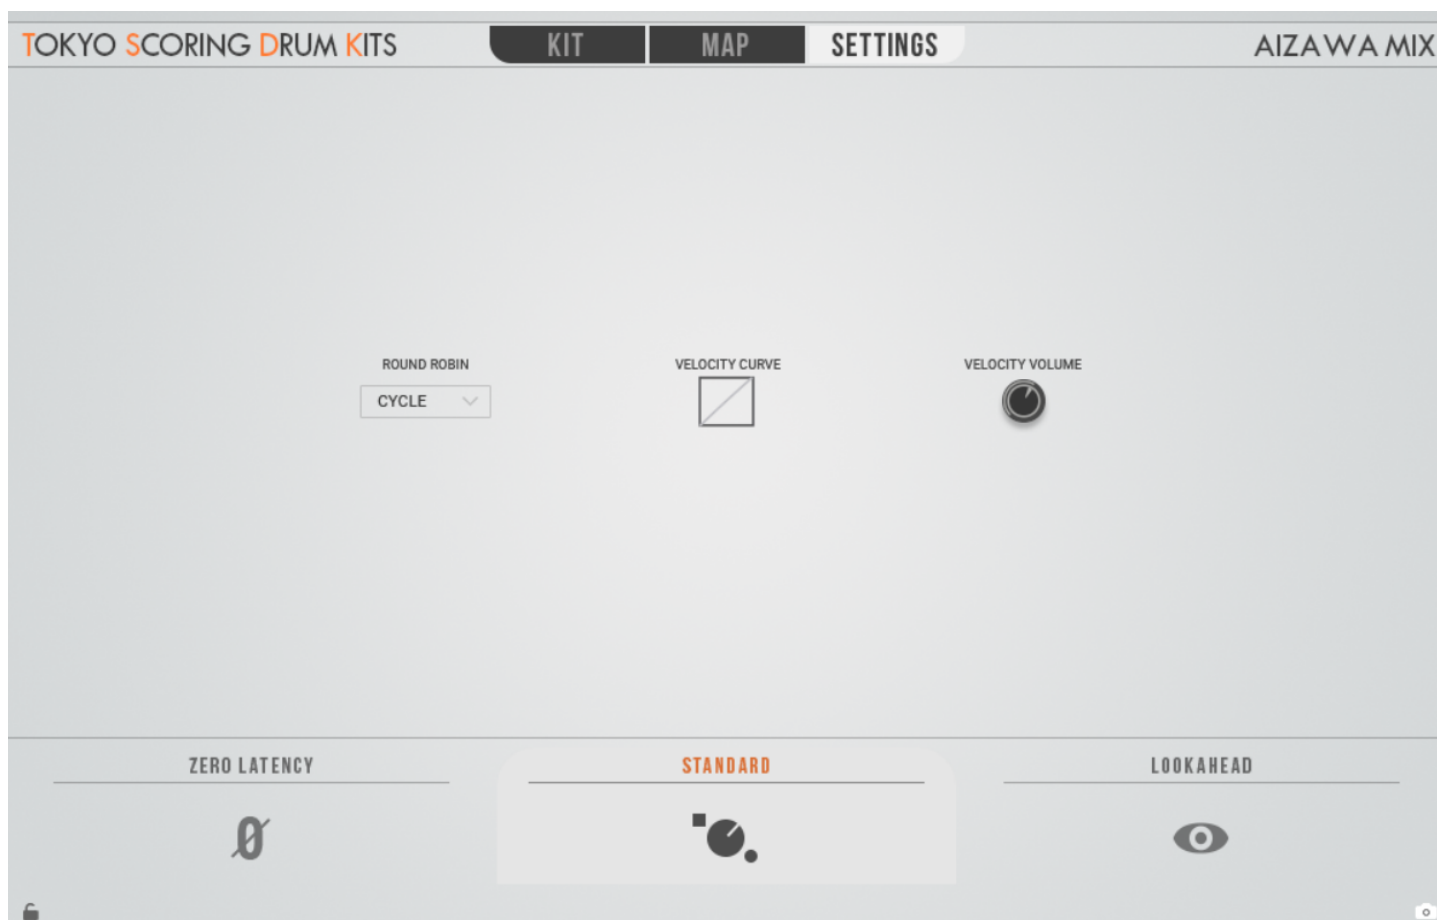 TOKYO SCORING DRUM KITS KIT MAP SETTINGS AIZAWA MIX
ROUND ROBIN VELOCITY CURVE VELOCITY VOLUME
CYCLE
ZERO LATENCY STANDARD LOOKAHEAD
0